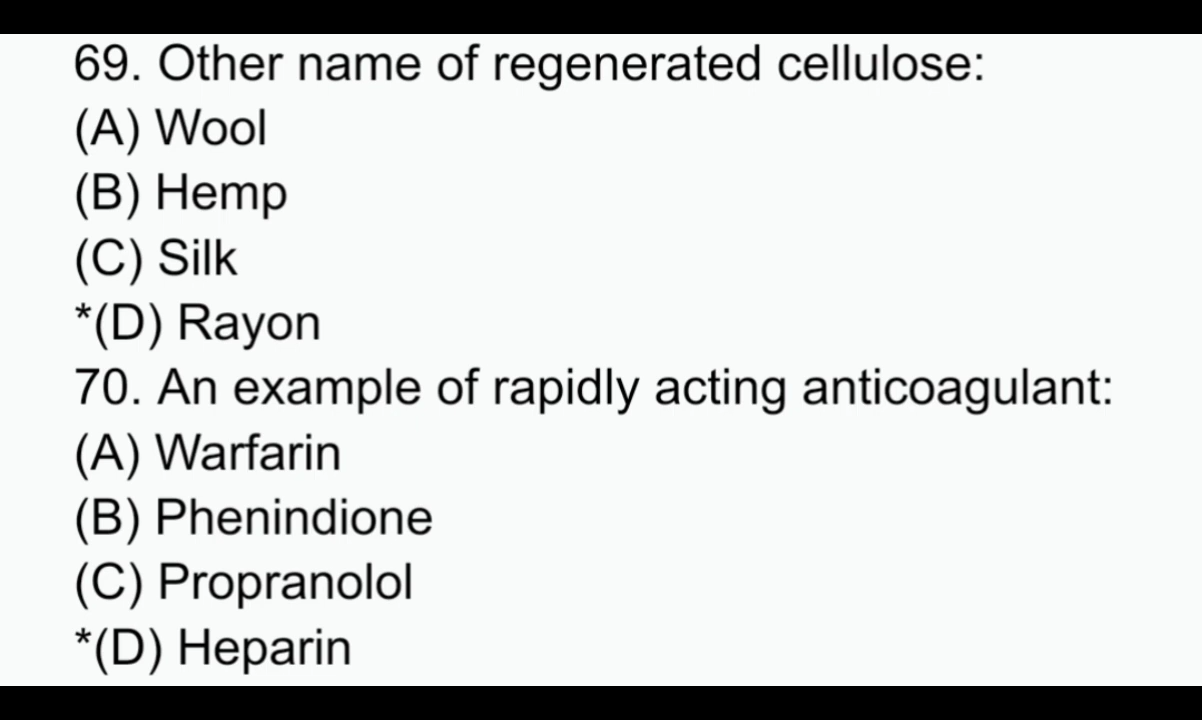 69. Other name of regenerated cellulose:
(A) Wool
(B) Hemp
(C) Silk
*(D) Rayon
70. An example of rapidly acting anticoagulant:
(A) Warfarin
(B) Phenindione
(C) Propranolol
*(D) Heparin